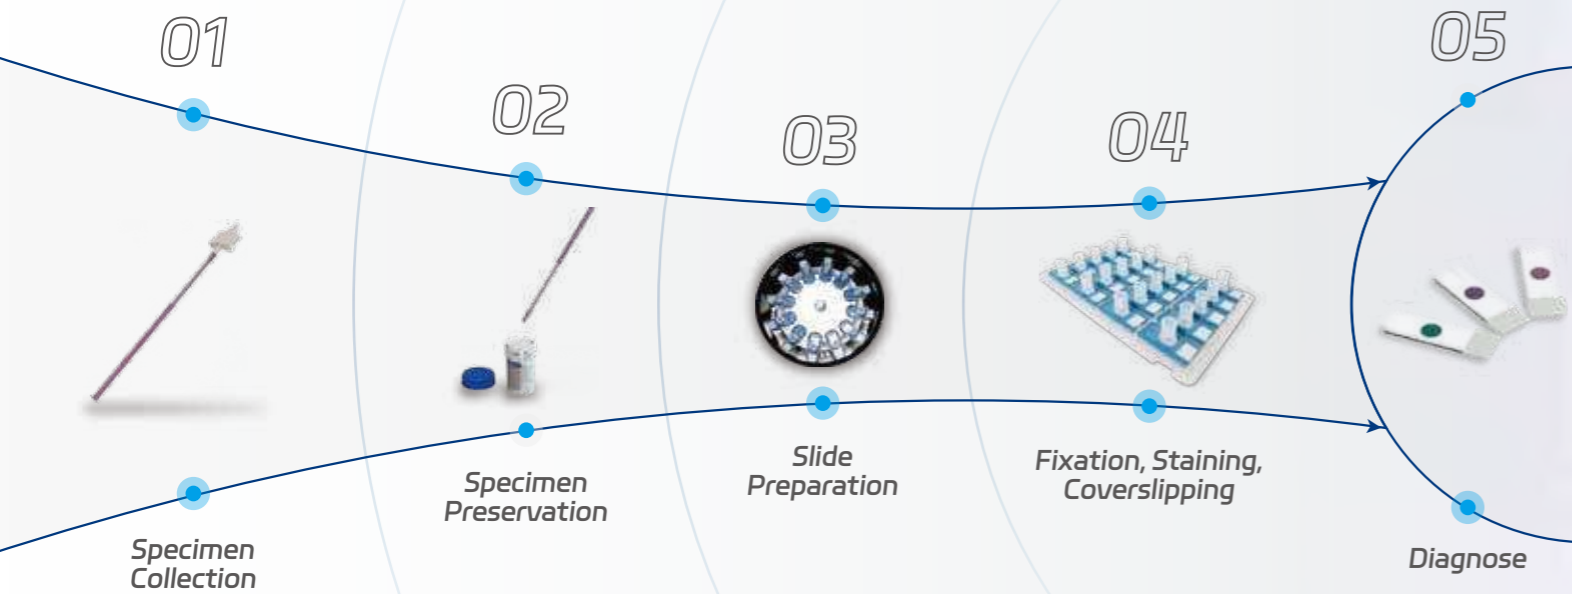 01
Specimen
Collection
02
Specimen
Preservation
03
Slide
Preparation
04
Fixation, Staining,
Coverslipping
05
Diagnose